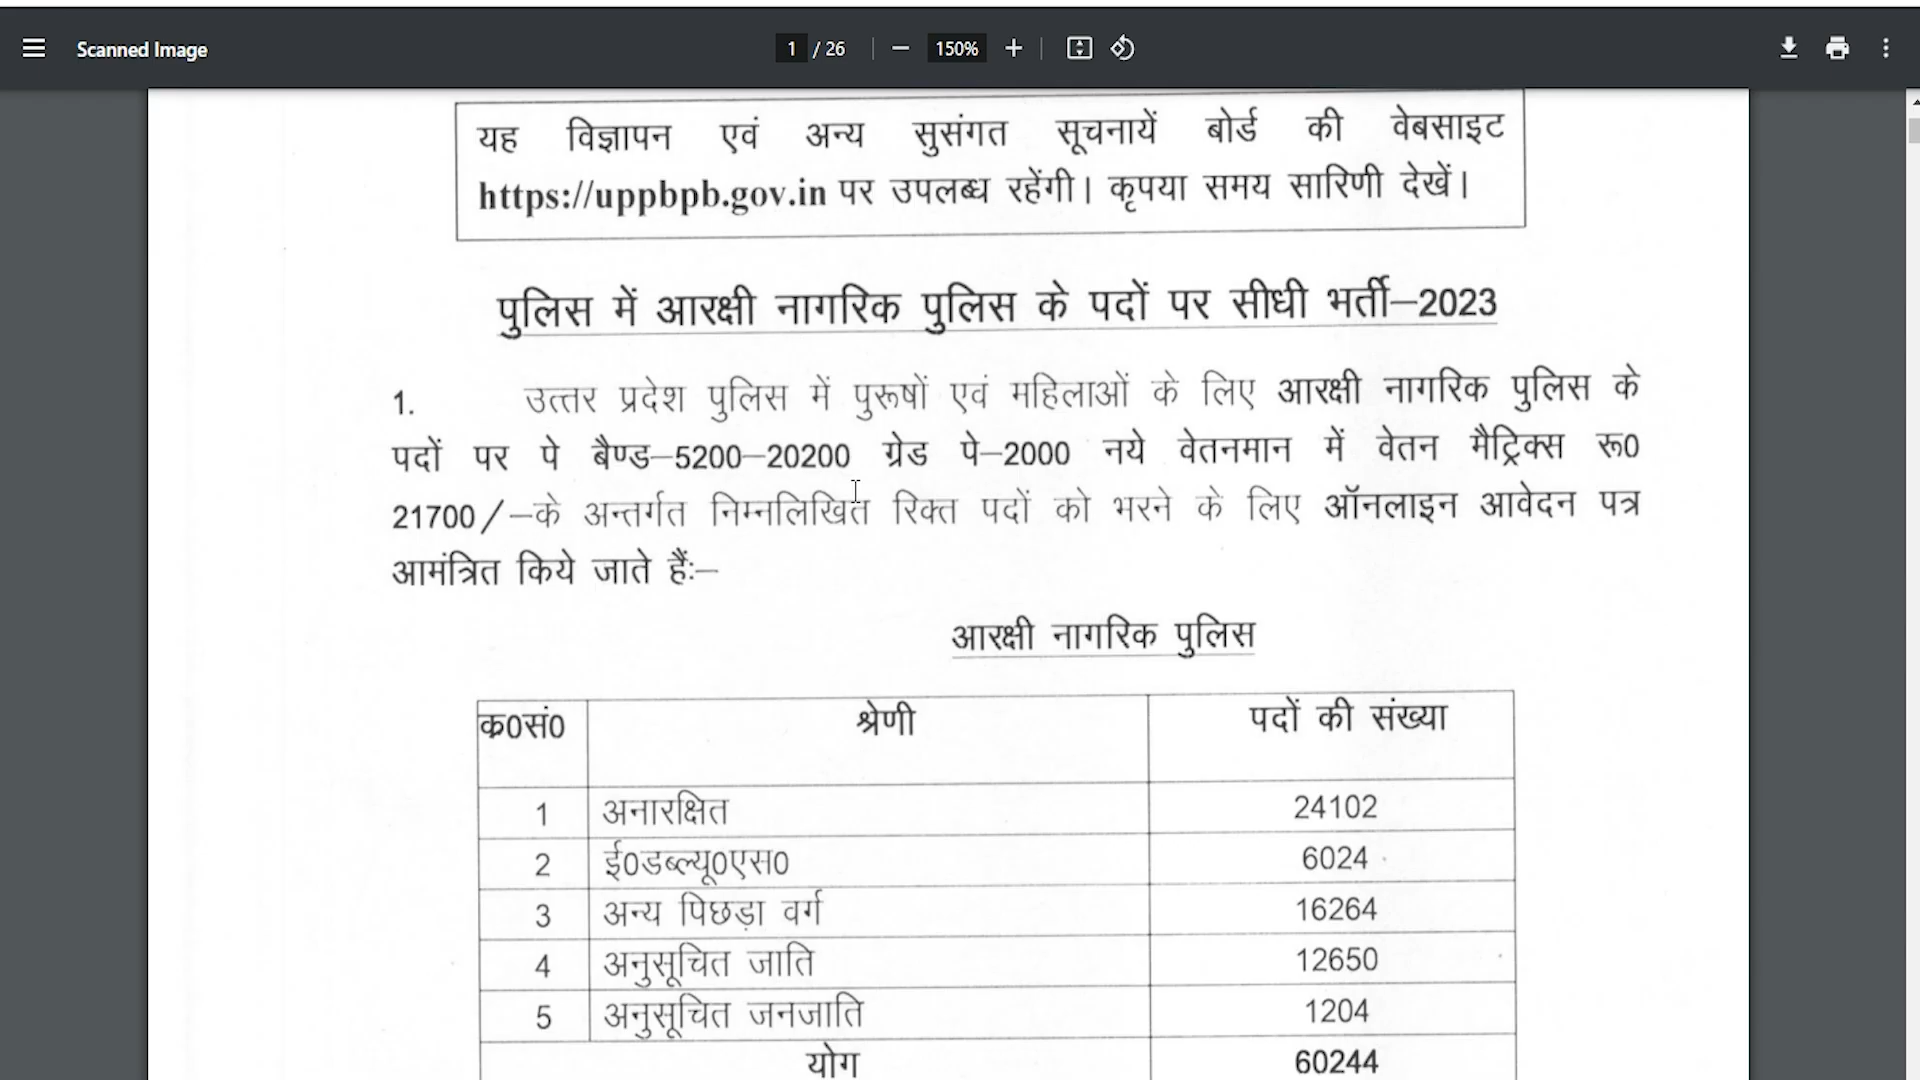 Scanned Image 1 / 26 150%
यह विज्ञापन एवं अन्य सुसंगत सूचनायें बोर्ड की वेबसाइट
https://uppbpb.gov.in पर उपलब्ध रहेंगी। कृपया समय सारिणी देखें।
पुलिस में आरक्षी नागरिक पुलिस के पदों पर सीधी भर्ती–2023
1. उत्तर प्रदेश पुलिस में पुरूषों एवं महिलाओं के लिए आरक्षी नागरिक पुलिस के
पदों पर पे बैण्ड–5200–20200 ग्रेड पे–2000 नये वेतनमान में वेतन मैट्रिक्स रू0
21700/–के अन्तर्गत निम्नलिखित रिक्त पदों को भरने के लिए ऑनलाइन आवेदन पत्र
आमंत्रित किये जाते हैंः–
आरक्षी नागरिक पुलिस
क0सं0 श्रेणी पदों की संख्या
1 अनारक्षित 24102
2 ई0डब्ल्यू0एस0 6024
3 अन्य पिछड़ा वर्ग 16264
4 अनुसूचित जाति 12650
5 अनुसूचित जनजाति 1204
योग 60244